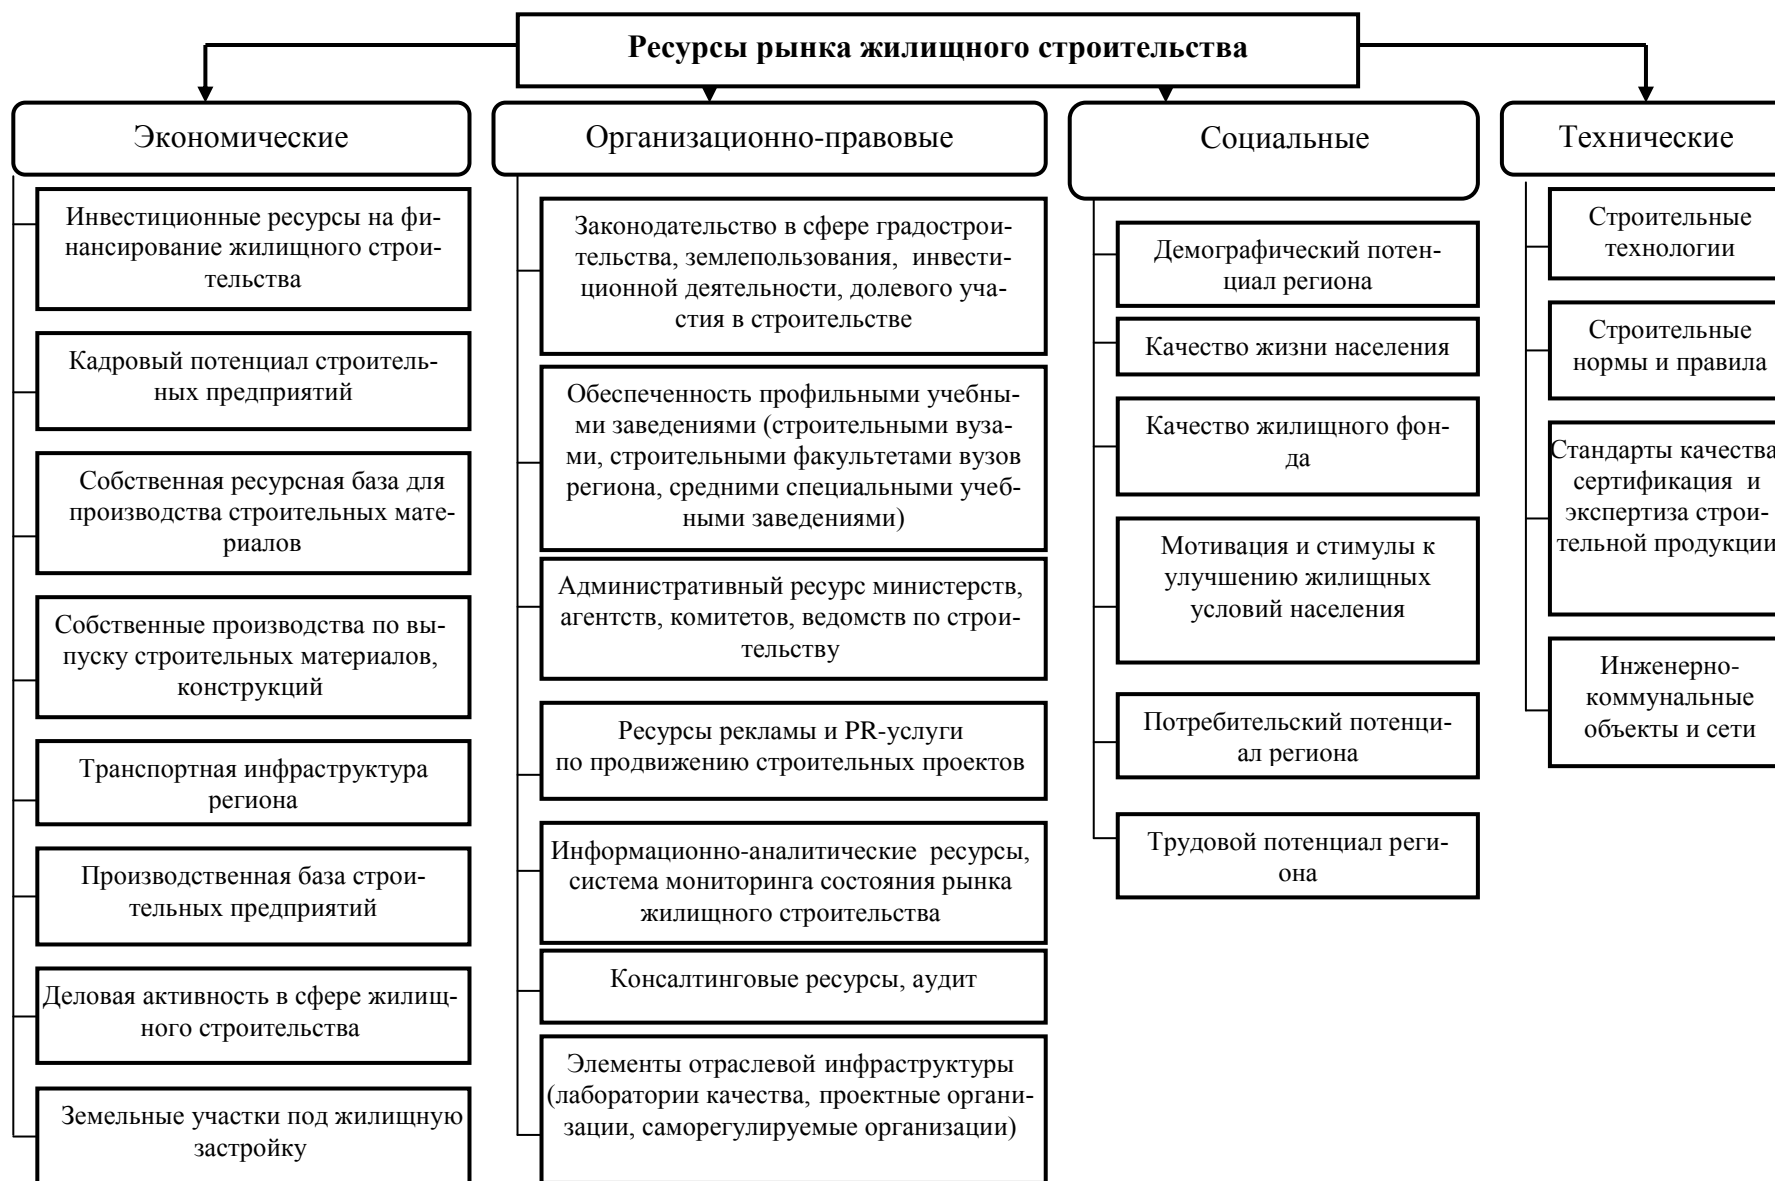 Ресурсы рынка жилищного строительства
Экономические
Инвестиционные ресурсы на фи-
нансирование жилищного строи-
тельства
Кадровый потенциал строитель-
ных предприятий
Собственная ресурсная база для
производства строительных мате-
риалов
Собственные производства по вы-
пуску строительных материалов,
конструкций
Транспортная инфраструктура
региона
Производственная база строи-
тельных предприятий
Деловая активность в сфере жилищ-
ного строительства
Земельные участки под жилищную
застройку
Организационно-правовые
Законодательство в сфере градострои-
тельства, землепользования, инвести-
ционной деятельности, долевого уча-
стия в строительстве
Обеспеченность профильными учебны-
ми заведениями (строительными вуза-
ми, строительными факультетами вузов
региона, средними специальными учеб-
ными заведениями)
Административный ресурс министерств,
агентств, комитетов, ведомств по строи-
тельству
Ресурсы рекламы и PR-услуги
по продвижению строительных проектов
Информационно-аналитические ресурсы,
система мониторинга состояния рынка
жилищного строительства
Консалтинговые ресурсы, аудит
Элементы отраслевой инфраструктуры
(лаборатории качества, проектные органи-
зации, саморегулируемые организации)
Социальные
Демографический потен-
циал региона
Качество жизни населения
Качество жилищного фон-
да
Мотивация и стимулы к
улучшению жилищных
условий населения
Потребительский потенци-
ал региона
Трудовой потенциал реги-
она
Технические
Строительные
технологии
Строительные
нормы и правила
Стандарты качества
сертификация и
экспертиза строи-
тельной продукции
Инженерно-
коммунальные
объекты и сети